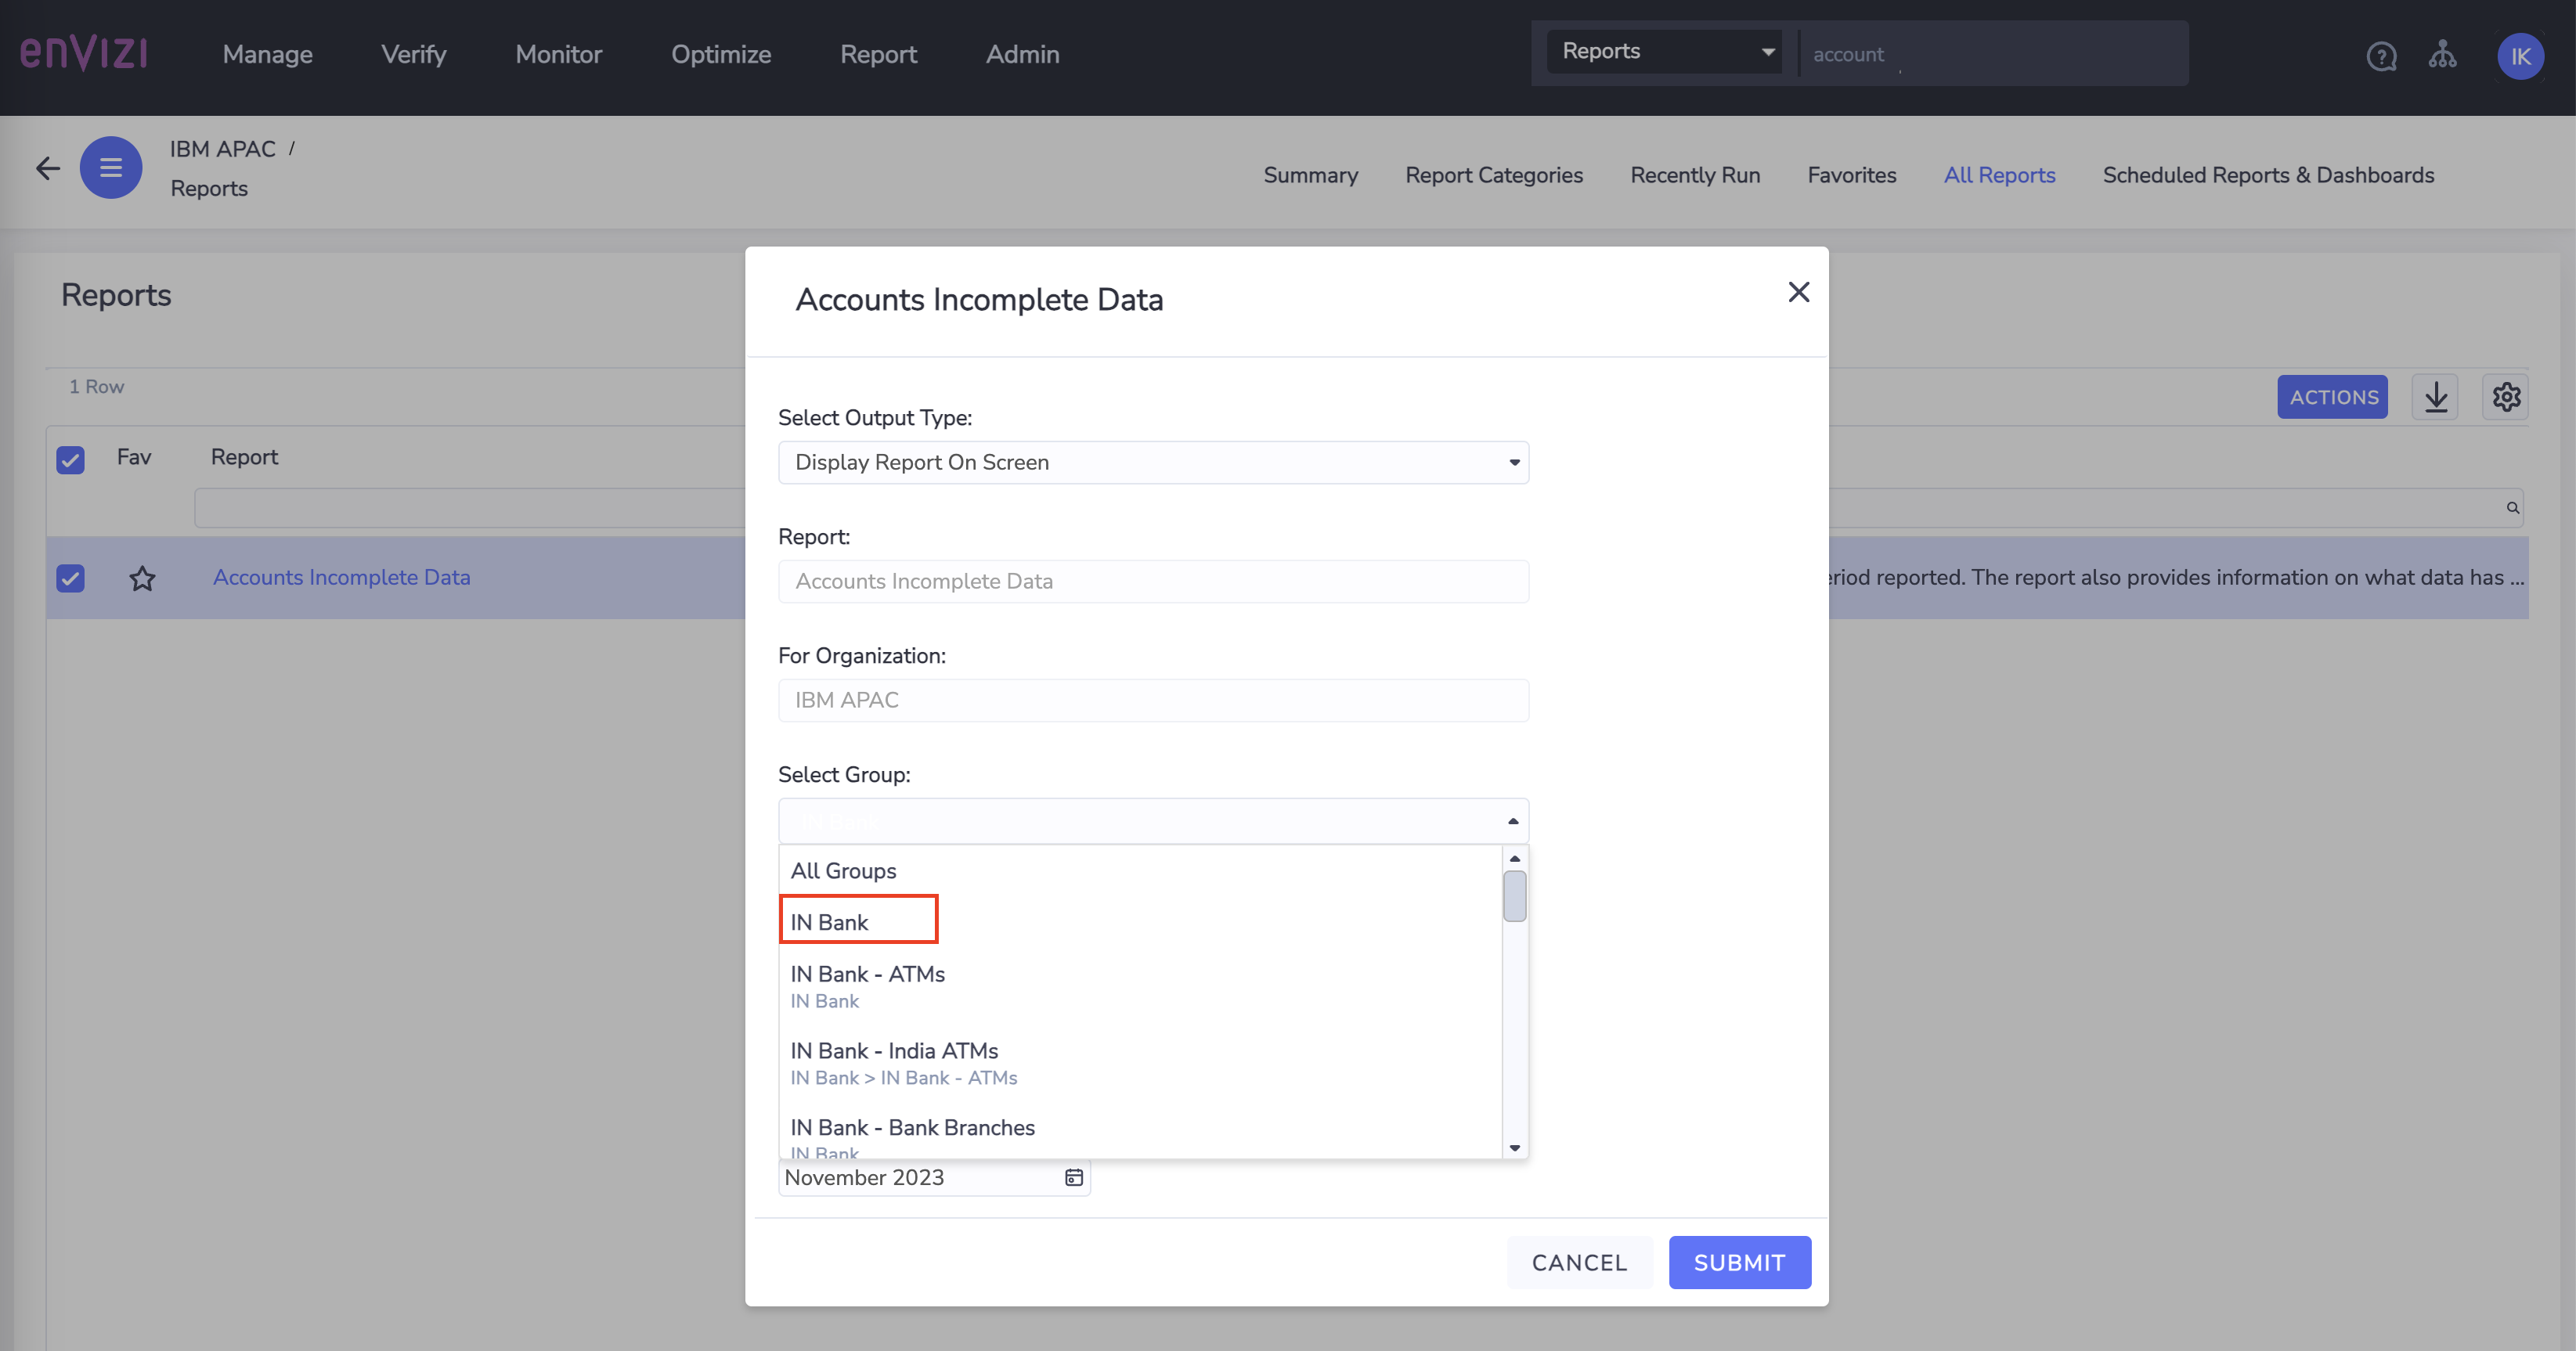 envizi
Manage Verify Monitor Optimize Report Admin
Reports account
IK
IBM APAC /
Reports
Summary Report Categories Recently Run Favorites All Reports Scheduled Reports & Dashboards
Reports
1 Row
ACTIONS
Fav Report
Accounts Incomplete Data
eriod reported. The report also provides information on what data has ...
Accounts Incomplete Data
Select Output Type:
Display Report On Screen
Report:
Accounts Incomplete Data
For Organization:
IBM APAC
Select Group:
IN Bank
All Groups
IN Bank
IN Bank - ATMs
IN Bank
IN Bank - India ATMs
IN Bank > IN Bank - ATMs
IN Bank - Bank Branches
IN Bank
November 2023
CANCEL SUBMIT